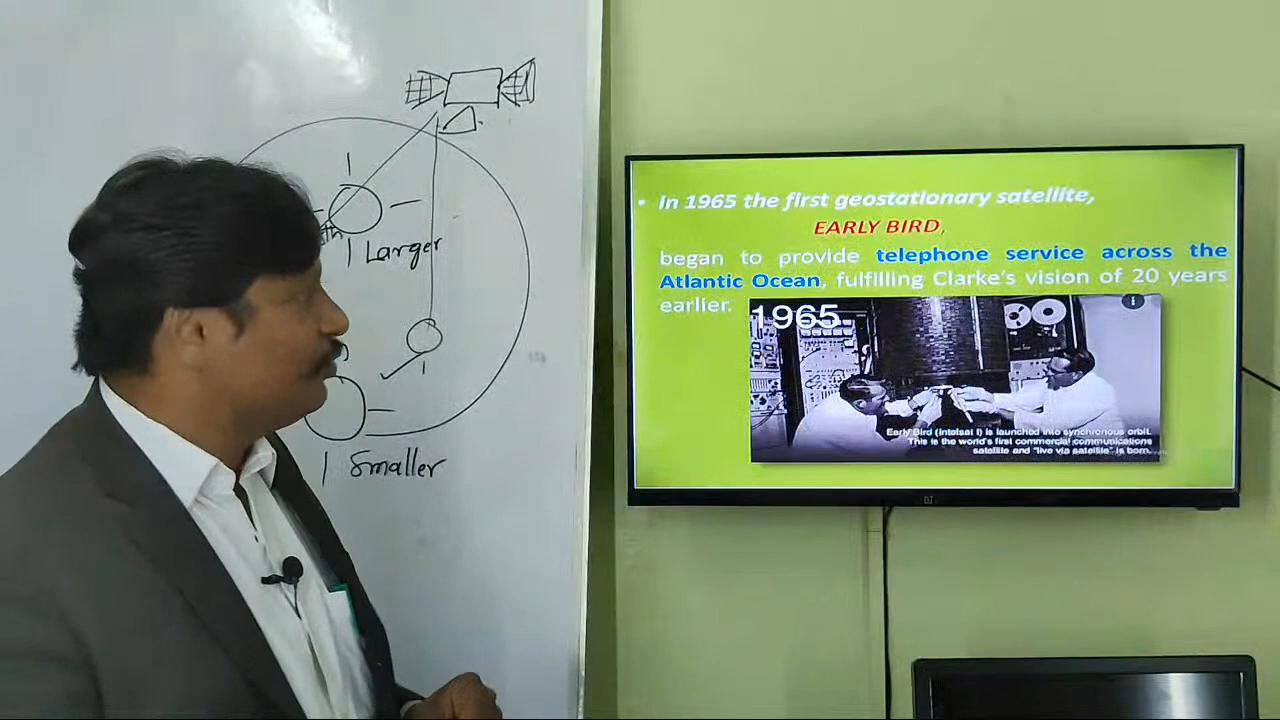 Larger
Smaller
• In 1965 the first geostationary satellite,
EARLY BIRD,
began to provide telephone service across the
Atlantic Ocean, fulfilling Clarke's vision of 20 years
earlier.
1965
Early Bird (Intelsat I) is launched into synchronous orbit.
This is the world's first commercial communications
satellite and "live via satellite" is born.